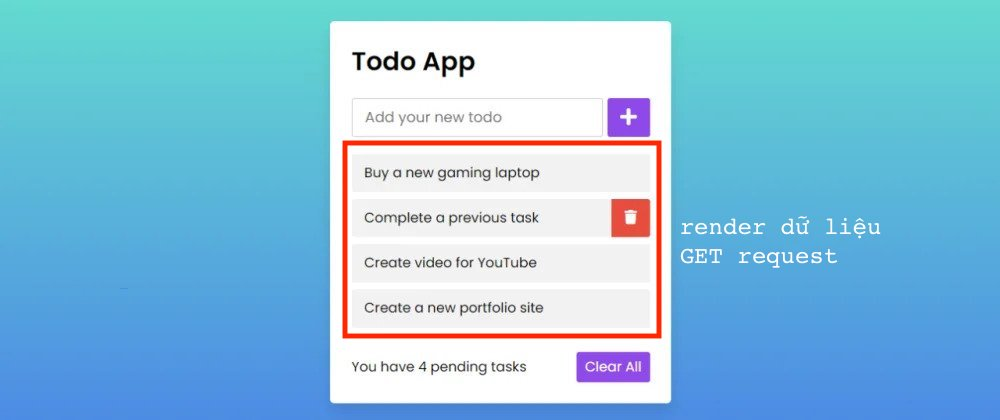 Todo App
Add your new todo
Buy a new gaming laptop
Complete a previous task
Create video for YouTube
Create a new portfolio site
You have 4 pending tasks
Clear All
render dữ liệu
GET request